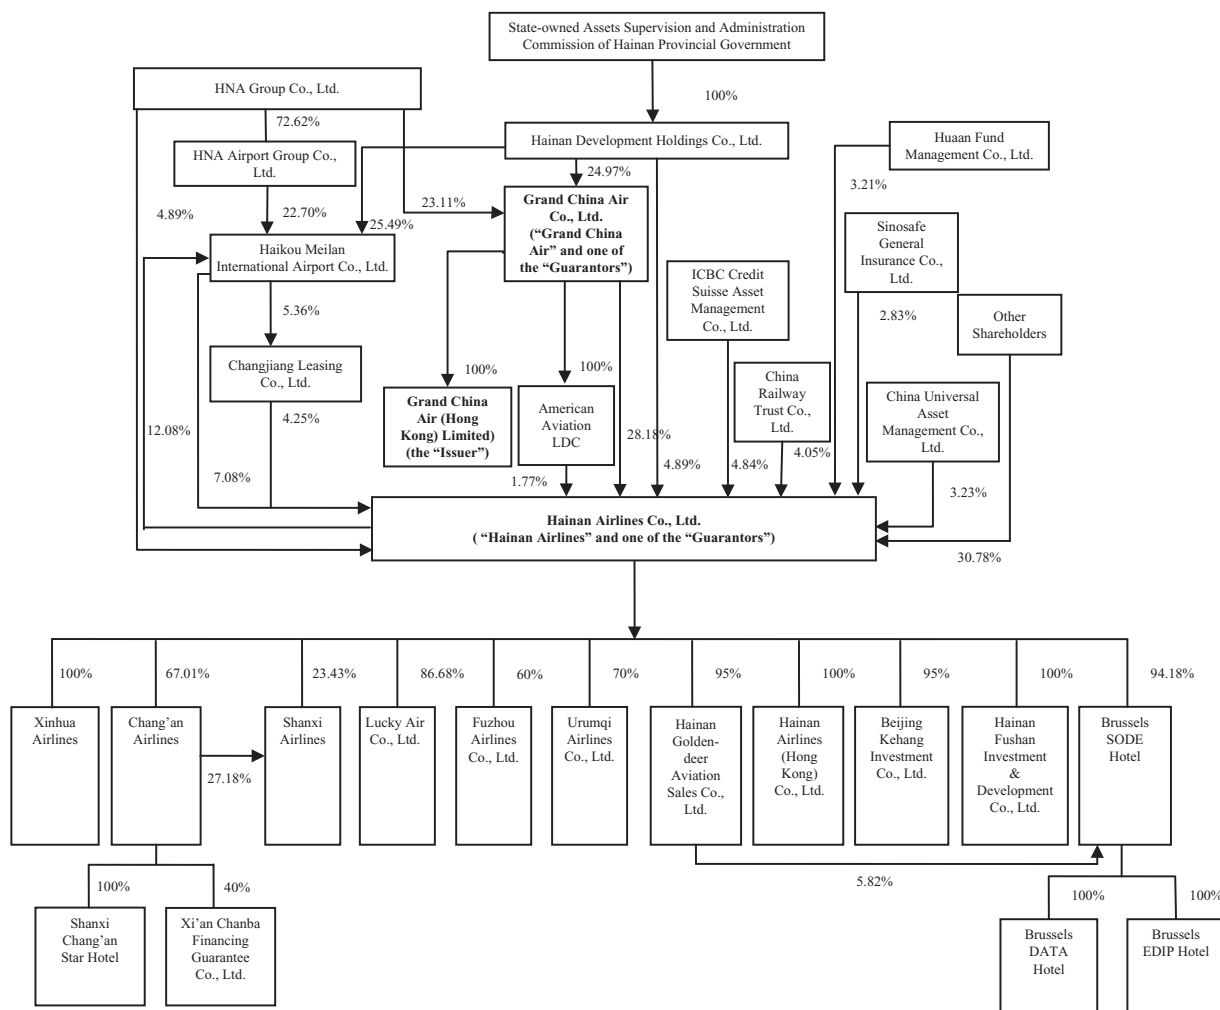 State-owned Assets Supervision and Administration
Commission of Hainan Provincial Government
HNA Group Co., Ltd.
100%
72.62%
Hainan Development Holdings Co., Ltd.
Huaan Fund
Management Co., Ltd.
HNA Airport Group Co.,
Ltd.
24.97%
3.21%
4.89%
22.70%
25.49%
23.11%
Grand China Air
Co., Ltd.
(“Grand China
Air” and one of
the “Guarantors”)
Sinosafe
General
Insurance Co.,
Ltd.
Haikou Meilan
International Airport Co., Ltd.
ICBC Credit
Suisse Asset
Management
Co., Ltd.
5.36%
2.83%
Other
Shareholders
Changjiang Leasing
Co., Ltd.
100%
100%
China
Railway
Trust Co.,
Ltd.
China Universal
Asset
Management Co.,
Ltd.
Grand China
Air (Hong
Kong) Limited)
(the “Issuer”)
American
Aviation
LDC
4.25%
12.08%
28.18%
4.05%
7.08%
1.77%
4.89%
4.84%
3.23%
Hainan Airlines Co., Ltd.
( “Hainan Airlines” and one of the “Guarantors”)
30.78%
100%
67.01%
23.43%
86.68%
60%
70%
95%
100%
95%
100%
94.18%
Xinhua
Airlines
Chang’an
Airlines
Shanxi
Airlines
Lucky Air
Co., Ltd.
Fuzhou
Airlines
Co., Ltd.
Urumqi
Airlines
Co., Ltd.
Hainan
Golden-
deer
Aviation
Sales Co.,
Ltd.
Hainan
Airlines
(Hong
Kong)
Co., Ltd.
Beijing
Kehang
Investment
Co., Ltd.
Hainan
Fushan
Investment
&
Development
Co., Ltd.
Brussels
SODE
Hotel
27.18%
5.82%
100%
40%
100%
100%
Shanxi
Chang’an
Star Hotel
Xi’an Chanba
Financing
Guarantee
Co., Ltd.
Brussels
DATA
Hotel
Brussels
EDIP Hotel